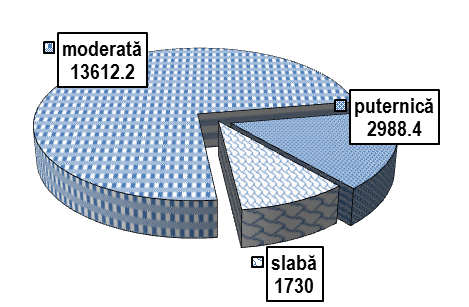 moderată
13612.2
puternică
2988.4
slabă
1730